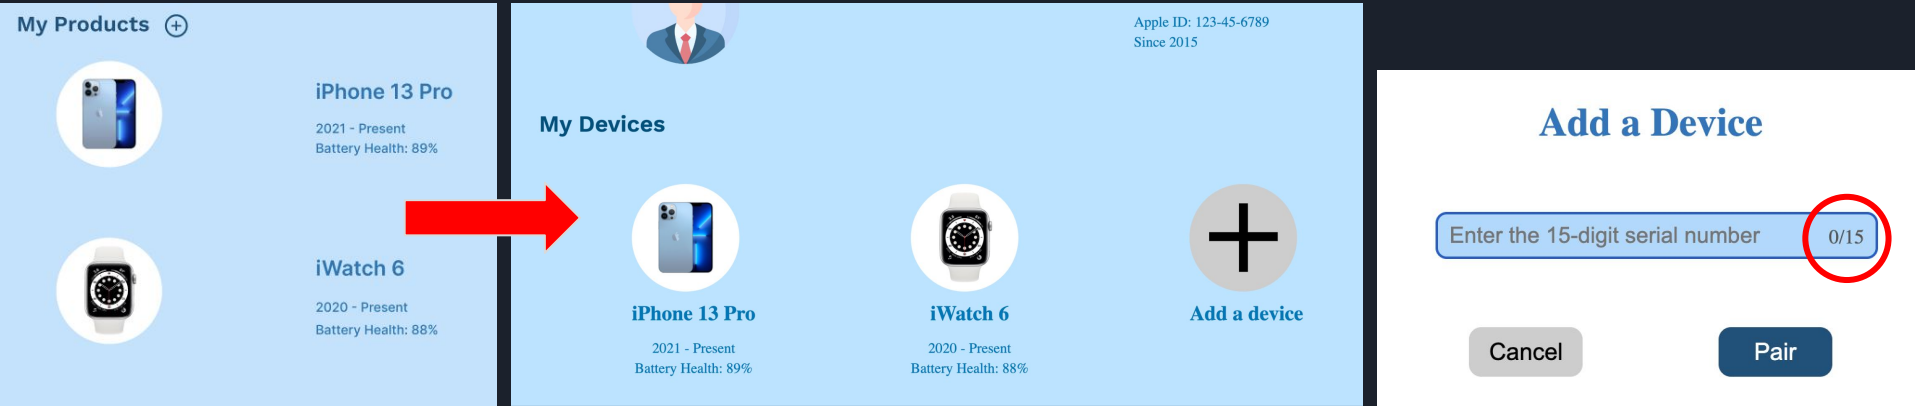 My Products
iPhone 13 Pro
2021 - Present
Battery Health: 89%
iWatch 6
2020 - Present
Battery Health: 88%
Apple ID: 123-45-6789
Since 2015
My Devices
iPhone 13 Pro
2021 - Present
Battery Health: 89%
iWatch 6
2020 - Present
Battery Health: 88%
Add a device
Add a Device
Enter the 15-digit serial number 0/15
Cancel Pair